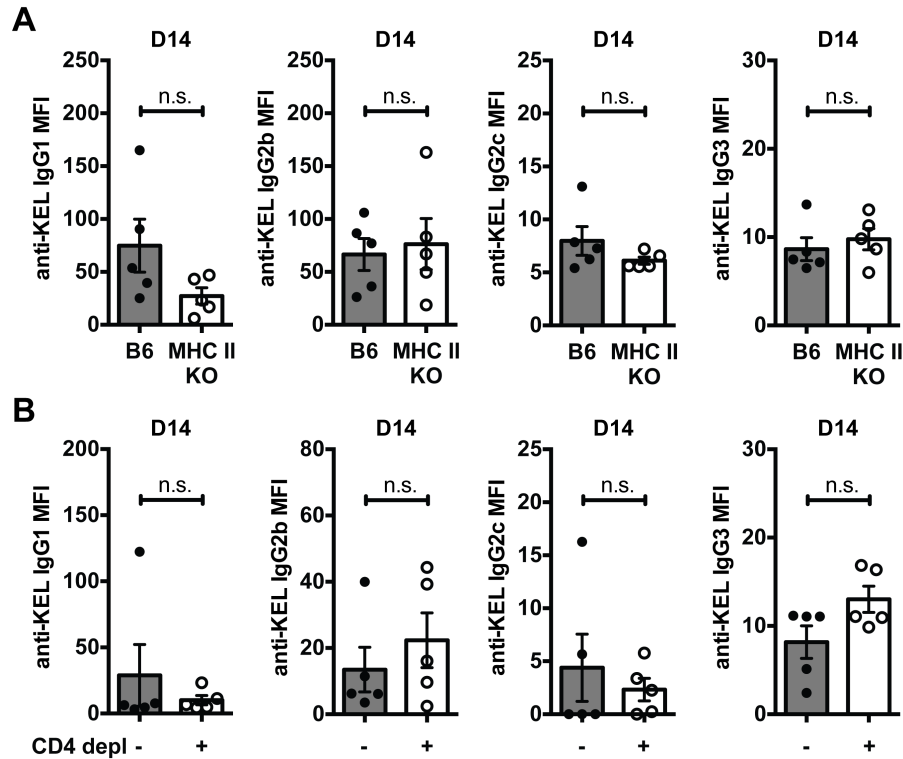 A
D14
D14
D14
D14
anti-KEL IgG1 MFI
250
200
150
100
50
0
n.s.
B6
MHC II
KO
anti-KEL IgG2b MFI
250
200
150
100
50
0
n.s.
B6
MHC II
KO
anti-KEL IgG2c MFI
25
20
15
10
5
0
n.s.
B6
MHC II
KO
anti-KEL IgG3 MFI
30
20
10
0
n.s.
B6
MHC II
KO
B
D14
D14
D14
D14
anti-KEL IgG1 MFI
200
150
100
50
0
n.s.
anti-KEL IgG2b MFI
80
60
40
20
0
n.s.
anti-KEL IgG2c MFI
25
20
15
10
5
0
n.s.
anti-KEL IgG3 MFI
30
20
10
0
n.s.
CD4 depl - + - + - + - +